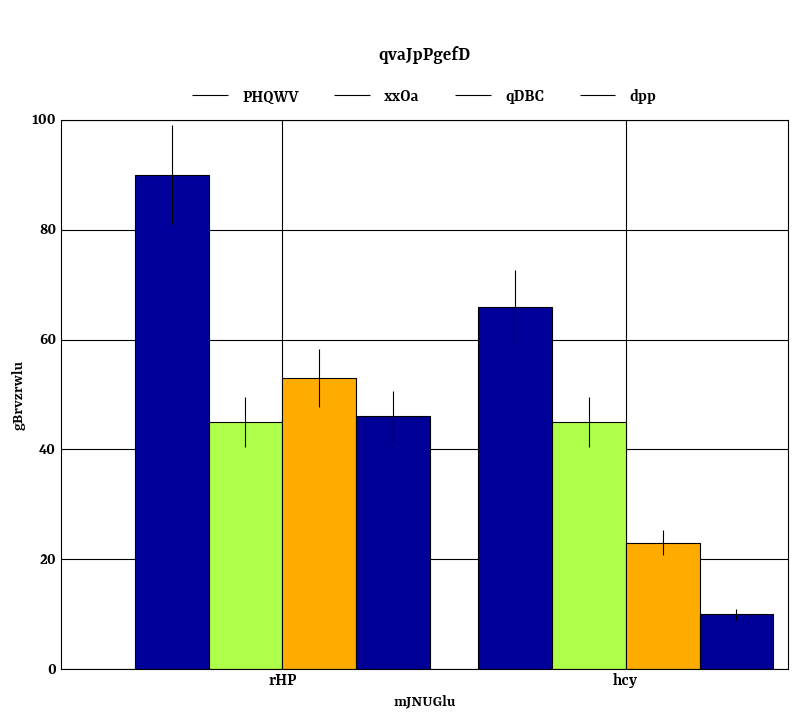 qvaJpPgefD
PHQWV xxOa qDBC dpp
100
80
60
40
20
0
gBrvzrwlu
rHP hcy
mJNUGlu